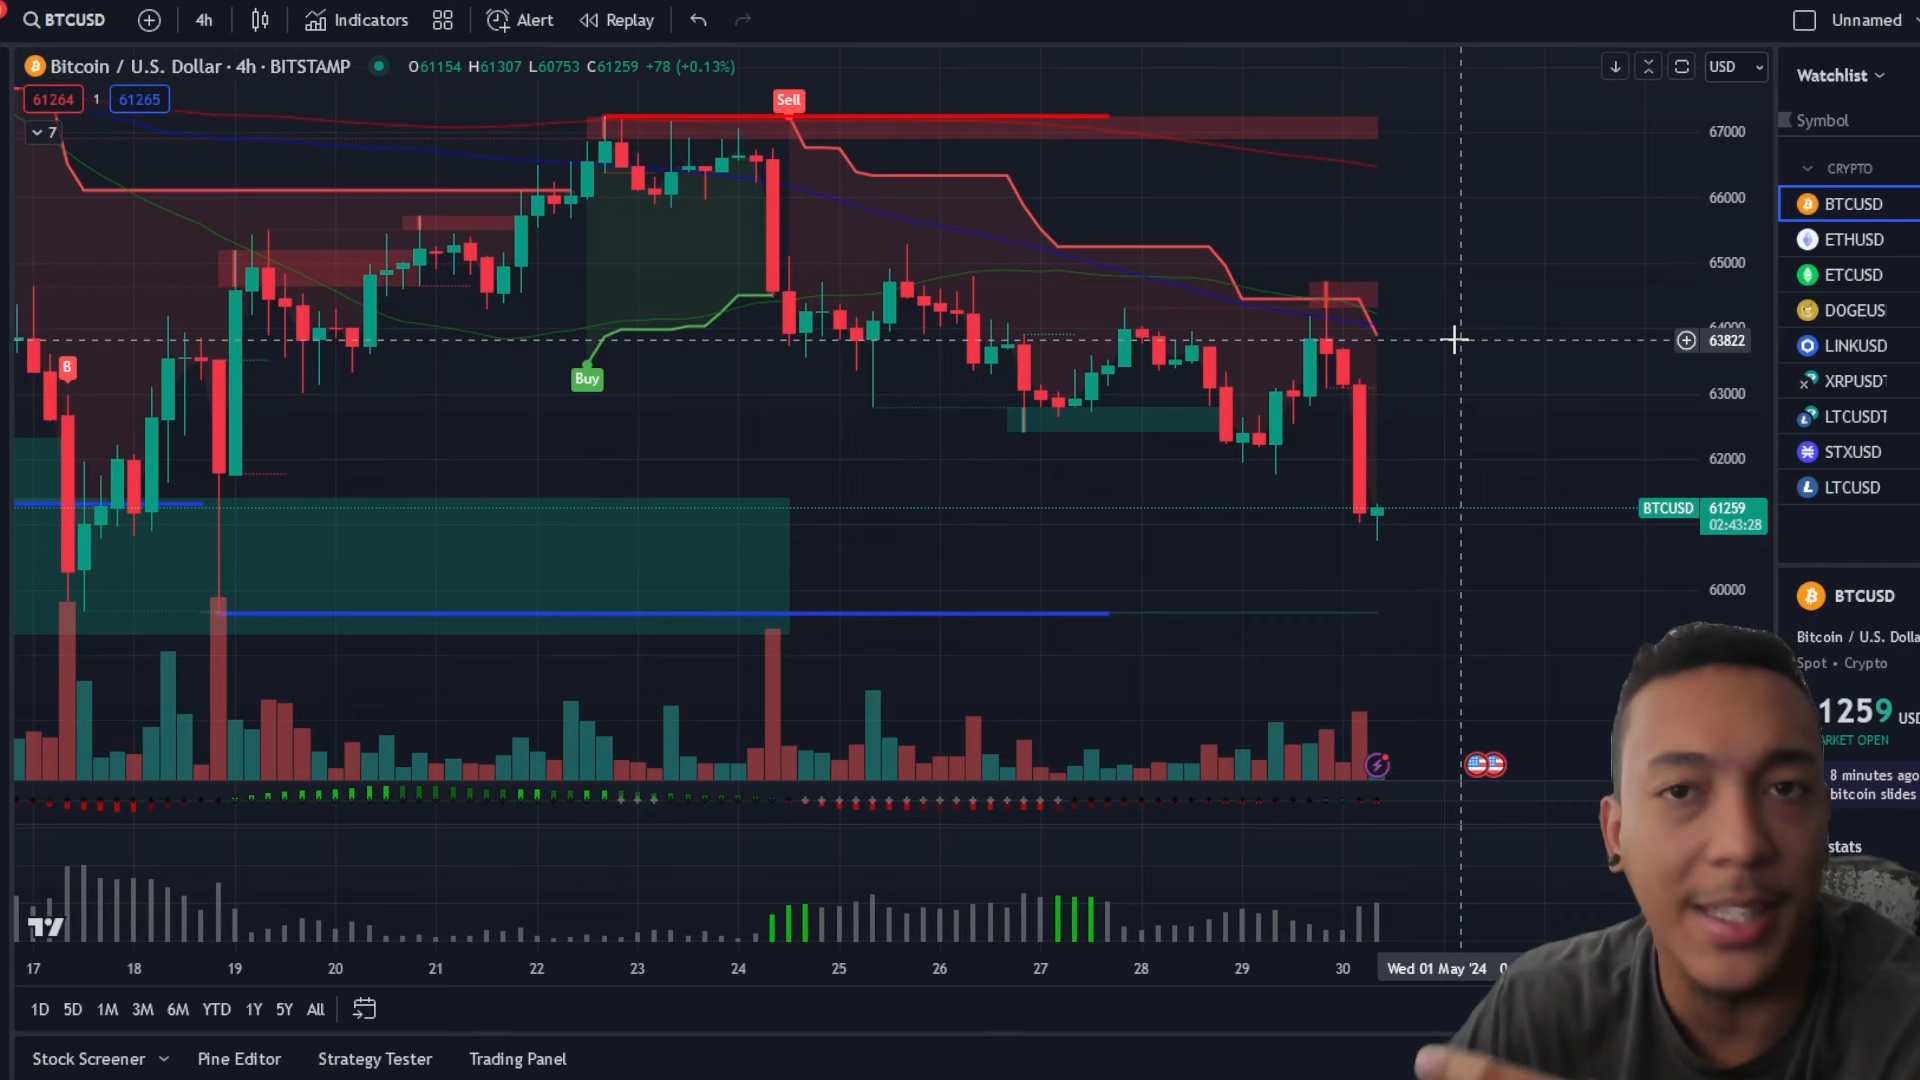 BTCUSD 4h Indicators Alert Replay Unnamed
Bitcoin / U.S. Dollar · 4h · BITSTAMP O61154 H61307 L60753 C61259 +78 (+0.13%) USD
61264 1 61265
7
Sell
Buy
B
67000
66000
65000
64000
63822
63000
62000
BTCUSD 61259
02:43:28
60000
17 18 19 20 21 22 23 24 25 26 27 28 29 30 Wed 01 May '24
1D 5D 1M 3M 6M YTD 1Y 5Y All
Stock Screener Pine Editor Strategy Tester Trading Panel
Watchlist
Symbol
CRYPTO
BTCUSD
ETHUSD
ETCUSD
DOGEUS
LINKUSD
XRPUSDT
LTCUSDT
STXUSD
LTCUSD
BTCUSD
Bitcoin / U.S. Dolla
Spot • Crypto
1259 USD
ARKET OPEN
8 minutes ago
bitcoin slides
stats